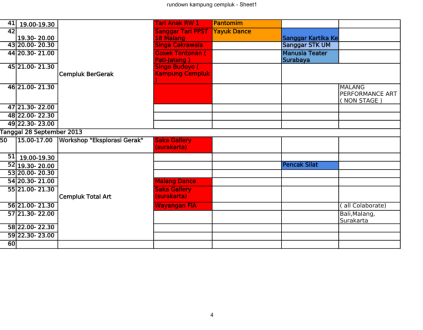 rundown kampung cempluk - Sheet1
41 19.00-19.30 Tari Anak RW 1 Pantomim
42 19.30- 20.00 Sanggar Tari PPST Yayuk Dance
18 Malang Sanggar Kartika Ke
43 20.00- 20.30 Singo Cakrawala Sanggar STK UM
44 20.30- 21.00 Gesek Tontonan ( Manusia Teater
Pati-Jateng ) Surabaya
45 21.00- 21.30 Cempluk BerGerak Singo Budoyo (
Kampung Cempluk
)
46 21.00- 21.30 MALANG
PERFORMANCE ART
( NON STAGE )
47 21.30- 22.00
48 22.00- 22.30
49 22.30- 23.00
Tanggal 28 September 2013
50 15.00-17.00 Workshop "Eksplorasi Gerak" Saka Gallery
(surakarta)
51 19.00-19.30
52 19.30- 20.00 Pencak Silat
53 20.00- 20.30
54 20.30- 21.00 Malang Dance
55 21.00- 21.30 Cempluk Total Art Saka Gallery
(surakarta)
56 21.00- 21.30 Wayangan FIA ( all Colaborate)
57 21.30- 22.00 Bali,Malang,
Surakarta
58 22.00- 22.30
59 22.30- 23.00
60
4